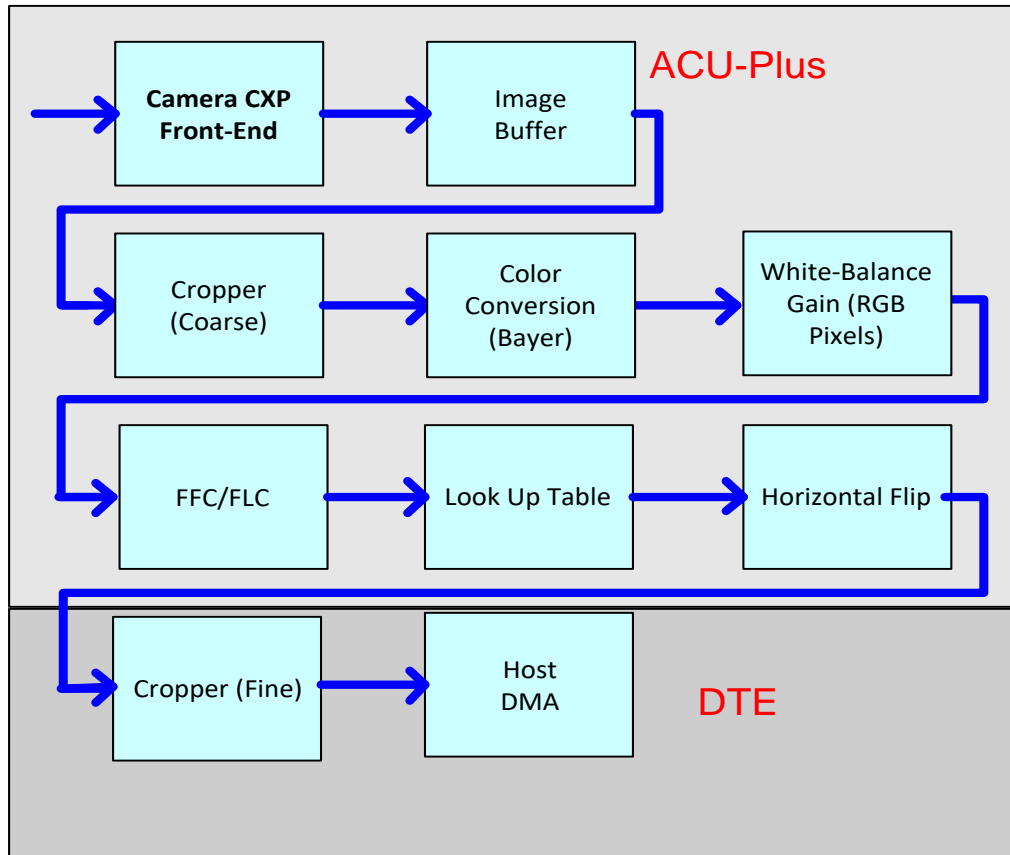 ACU-Plus
Camera CXP
Front-End
Image
Buffer
Cropper
(Coarse)
Color
Conversion
(Bayer)
White-Balance
Gain (RGB
Pixels)
FFC/FLC
Look Up Table
Horizontal Flip
Cropper (Fine)
Host
DMA
DTE